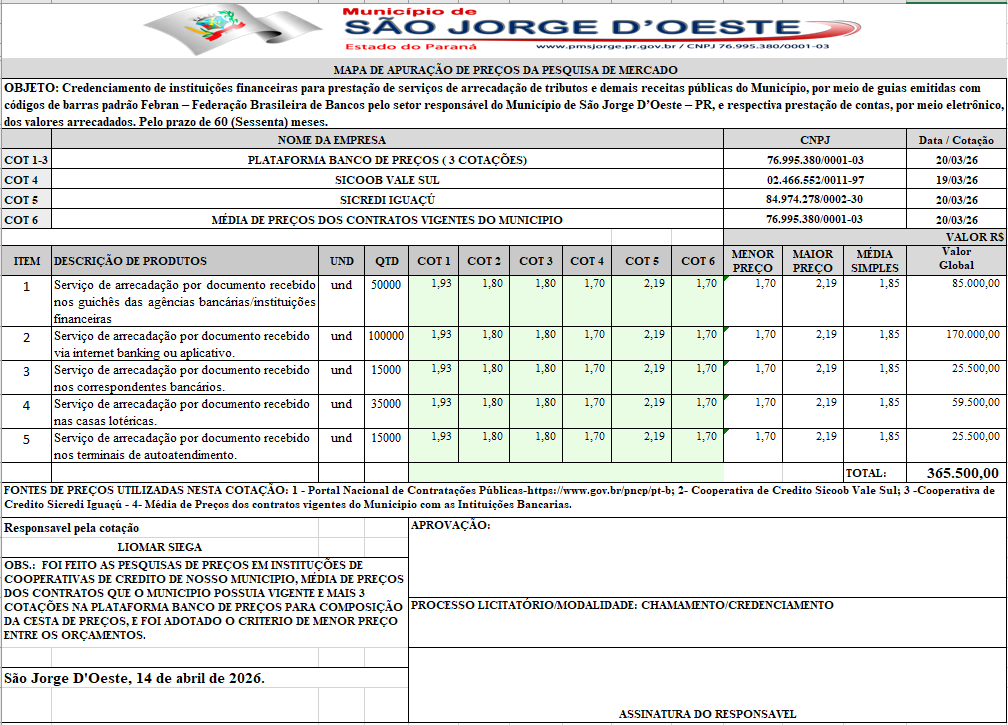 Município de
SÃO JORGE D'OESTE
Estado do Paraná www.pmsjorge.pr.gov.br / CNPJ 76.995.380/0001-03
MAPA DE APURAÇÃO DE PREÇOS DA PESQUISA DE MERCADO
OBJETO: Credenciamento de instituições financeiras para prestação de serviços de arrecadação de tributos e demais receitas públicas do Município, por meio de guias emitidas com
códigos de barras padrão Febran – Federação Brasileira de Bancos pelo setor responsável do Município de São Jorge D'Oeste – PR, e respectiva prestação de contas, por meio eletrônico,
dos valores arrecadados. Pelo prazo de 60 (Sessenta) meses.
NOME DA EMPRESA CNPJ Data / Cotação
COT 1-3 PLATAFORMA BANCO DE PREÇOS ( 3 COTAÇÕES) 76.995.380/0001-03 20/03/26
COT 4 SICOOB VALE SUL 02.466.552/0011-97 19/03/26
COT 5 SICREDI IGUAÇÚ 84.974.278/0002-30 20/03/26
COT 6 MÉDIA DE PREÇOS DOS CONTRATOS VIGENTES DO MUNICIPIO 76.995.380/0001-03 20/03/26
VALOR R$
ITEM DESCRIÇÃO DE PRODUTOS UND QTD COT 1 COT 2 COT 3 COT 4 COT 5 COT 6 MENOR PREÇO MAIOR PREÇO MÉDIA SIMPLES Valor Global
1 Serviço de arrecadação por documento recebido und 50000 1,93 1,80 1,80 1,70 2,19 1,70 1,70 2,19 1,85 85.000,00
nos guichês das agências bancárias/instituições
financeiras
2 Serviço de arrecadação por documento recebido und 100000 1,93 1,80 1,80 1,70 2,19 1,70 1,70 2,19 1,85 170.000,00
via internet banking ou aplicativo.
3 Serviço de arrecadação por documento recebido und 15000 1,93 1,80 1,80 1,70 2,19 1,70 1,70 2,19 1,85 25.500,00
nos correspondentes bancários.
4 Serviço de arrecadação por documento recebido und 35000 1,93 1,80 1,80 1,70 2,19 1,70 1,70 2,19 1,85 59.500,00
nas casas lotéricas.
5 Serviço de arrecadação por documento recebido und 15000 1,93 1,80 1,80 1,70 2,19 1,70 1,70 2,19 1,85 25.500,00
nos terminais de autoatendimento.
TOTAL: 365.500,00
FONTES DE PREÇOS UTILIZADAS NESTA COTAÇÃO: 1 - Portal Nacional de Contratações Públicas-https://www.gov.br/pncp/pt-b; 2- Cooperativa de Credito Sicoob Vale Sul; 3 -Cooperativa de
Credito Sicredi Iguaçú - 4- Média de Preços dos contratos vigentes do Municipio com as Intituições Bancarias.
Responsavel pela cotação
LIOMAR SIEGA
OBS.: FOI FEITO AS PESQUISAS DE PREÇOS EM INSTITUÇÕES DE
COOPERATIVAS DE CREDITO DE NOSSO MUNICIPIO, MÉDIA DE PREÇOS
DOS CONTRATOS QUE O MUNICIPIO POSSUIA VIGENTE E MAIS 3
COTAÇÕES NA PLATAFORMA BANCO DE PREÇOS PARA COMPOSIÇÃO
DA CESTA DE PREÇOS, E FOI ADOTADO O CRITERIO DE MENOR PREÇO
ENTRE OS ORÇAMENTOS.
São Jorge D'Oeste, 14 de abril de 2026.
APROVAÇÃO:
PROCESSO LICITATÓRIO/MODALIDADE: CHAMAMENTO/CREDENCIAMENTO
ASSINATURA DO RESPONSAVEL